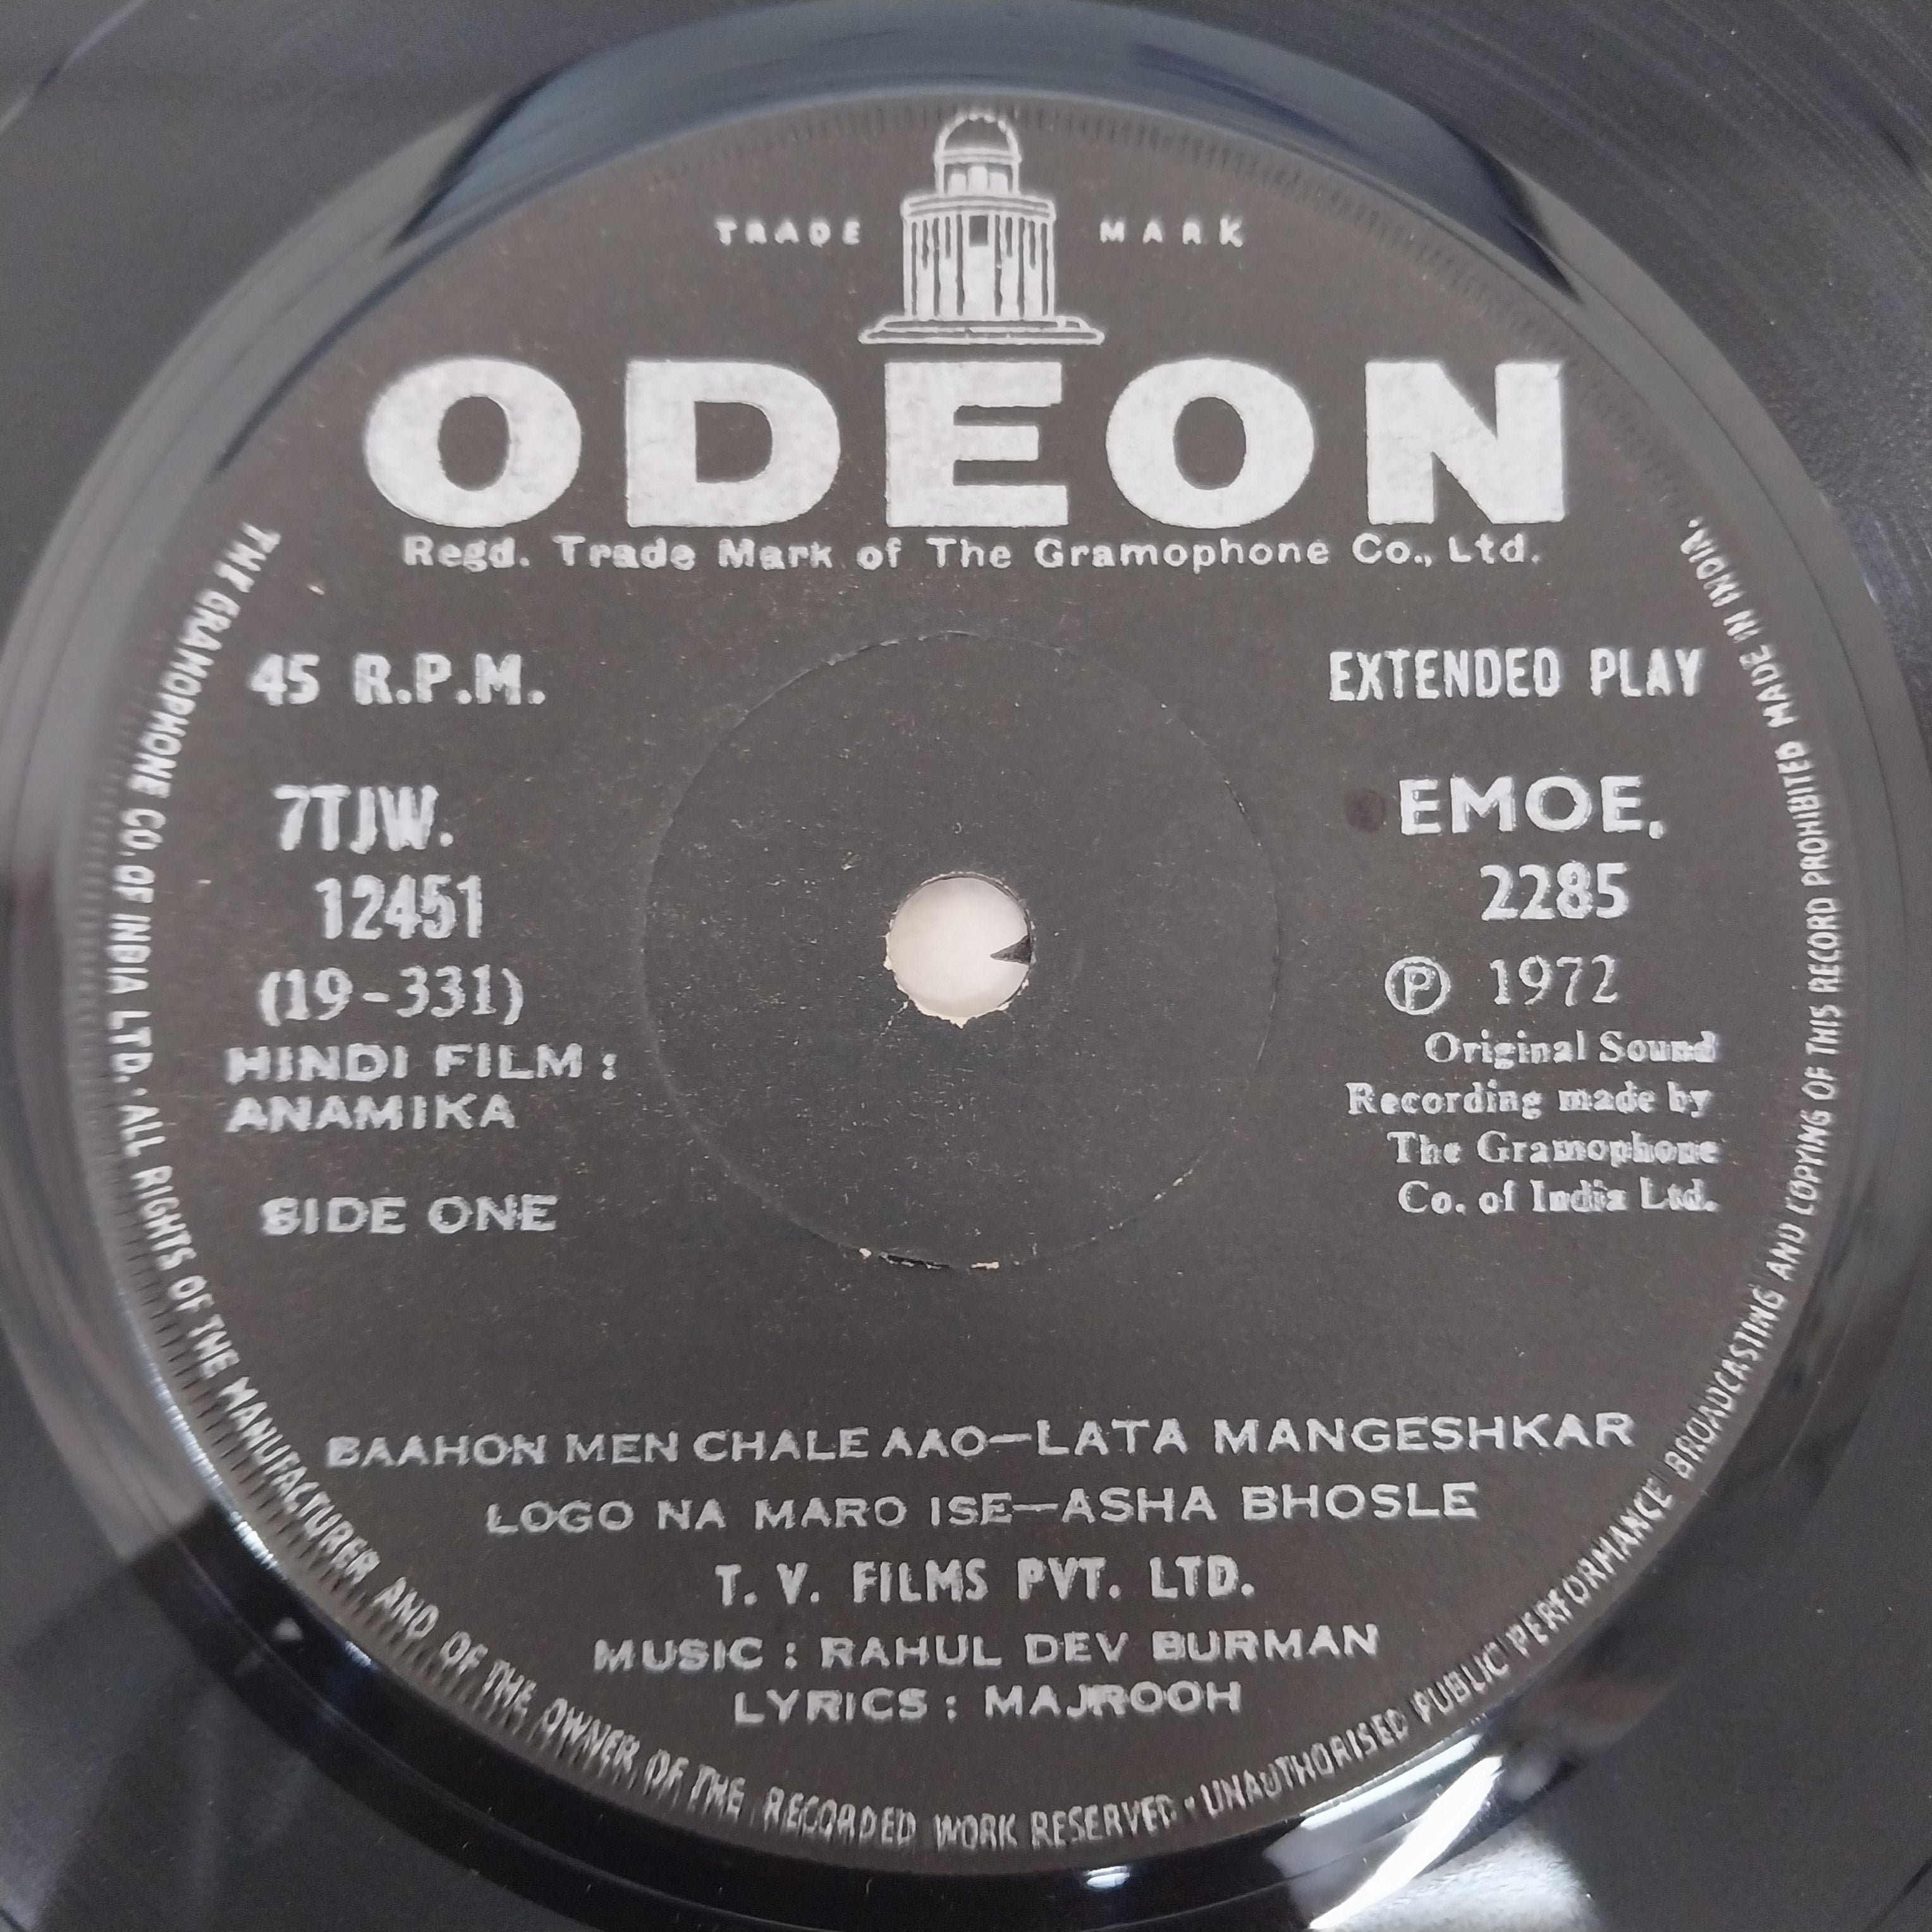 TRADE MARK
ODEON
Regd. Trade Mark of The Gramophone Co., Ltd.
45 R.P.M.
EXTENDED PLAY
7TJW.
12451
(19-331)
HINDI FILM :
ANAMIKA
SIDE ONE
EMOE.
2285
℗ 1972
Original Sound
Recording made by
The Gramophone
Co. of India Ltd.
BAAHON MEN CHALE AAO—LATA MANGESHKAR
LOGO NA MARO ISE—ASHA BHOSLE
T. V. FILMS PVT. LTD.
MUSIC : RAHUL DEV BURMAN
LYRICS : MAJROOH
THE GRAMOPHONE CO. OF INDIA LTD. · ALL RIGHTS OF THE MANUFACTURER AND OF THE OWNER OF THE RECORDED WORK RESERVED · UNAUTHORISED PUBLIC PERFORMANCE BROADCASTING AND COPYING OF THIS RECORD PROHIBITED MADE IN INDIA.